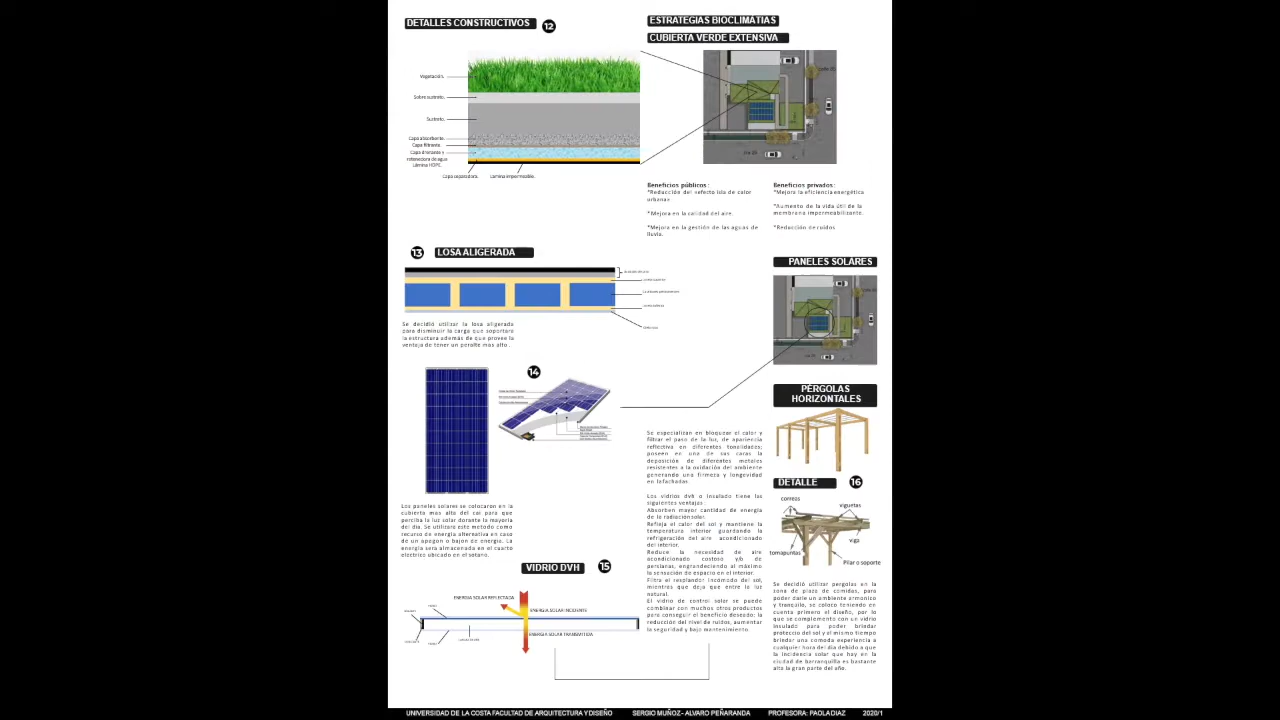 DETALLES CONSTRUCTIVOS 12
Vegetación.
Sobre sustrato.
Sustrato.
Capa absorbente.
Capa filtrante.
Capa drenante y
retenedora de agua
Lámina HDPE.
Capa separadora.
Lamina impermeable.
ESTRATEGIAS BIOCLIMATIAS
CUBIERTA VERDE EXTENSIVA
Beneficios públicos:
*Reducción del «efecto isla de calor
urbana»
*Mejora en la calidad del aire.
*Mejora en la gestión de las aguas de
lluvia.
Beneficios privados:
*Mejora la eficiencia energética
*Aumento de la vida útil de la
membrana impermeabilizante.
*Reducción de ruidos
13 LOSA ALIGERADA
Se decidió utilizar la losa aligerada
para disminuir la carga que soportara
la estructura además de que provee la
ventaja de tener un peralte mas alto.
PANELES SOLARES
14
Los paneles solares se colocaron en la
cubierta mas alta del cai para que
perciba la luz solar durante la mayoria
del dia. Se utilizara este metodo como
recurso de energia alternativa en caso
de un apagon o bajon de energia. La
energia sera almacenada en el cuarto
electrico ubicado en el sotano.
VIDRIO DVH 15
ENERGIA SOLAR REFLECTADA
ENERGIA SOLAR INCIDENTE
ENERGIA SOLAR TRANSMITIDA
Se especializan en bloquear el calor y
filtrar el paso de la luz, de apariencia
reflectiva en diferentes tonalidades;
poseen en una de sus caras la
deposición de diferentes metales
resistentes a la oxidación del ambiente
generando una firmeza y longevidad
en la fachadas.
Los vidrios dvh o insulado tiene las
siguientes ventajas:
Absorben mayor cantidad de energía
de la radiación solar.
Refleja el calor del sol y mantiene la
temperatura interior guardando la
refrigeración del aire acondicionado
del interior.
Reduce la necesidad de aire
acondicionado costoso y/o de
persianas, engrandeciendo al máximo
la sensación de espacio en el interior.
Filtra el resplandor incómodo del sol,
mientras que deja que entre la luz
natural.
El vidrio de control solar se puede
combinar con muchos otros productos
para conseguir el beneficio deseado: la
reducción del nivel de ruidos, aumentar
la seguridad y bajo mantenimiento.
PÉRGOLAS
HORIZONTALES
DETALLE 16
correas
viguetas
viga
tornapuntas
Pilar o soporte
Se decidió utilizar pergolas en la
zona de plaza de comidas, para
poder darle un ambiente armonico
y tranquilo, se coloco teniendo en
cuenta primero el diseño, por lo
que se complemento con un vidrio
insulado para poder brindar
proteccio del sol y al mismo tiempo
brindar una comoda experiencia a
cualquier hora del dia debido a que
la incidencia solar que hay en la
ciudad de barranquilla es bastante
alta la gran parte del año.
UNIVERSIDAD DE LA COSTA FACULTAD DE ARQUITECTURA Y DISEÑO SERGIO MUÑOZ - ALVARO PEÑARANDA PROFESORA: PAOLA DIAZ 2020/1